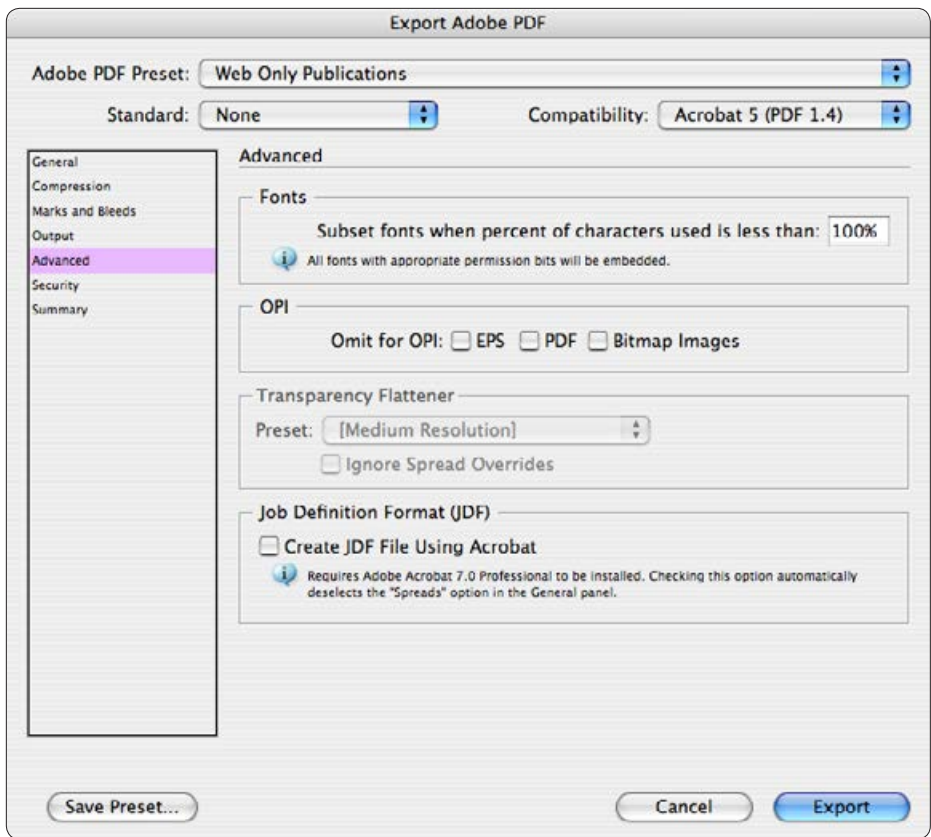 Export Adobe PDF
Adobe PDF Preset: Web Only Publications
Standard: None Compatibility: Acrobat 5 (PDF 1.4)
General
Compression
Marks and Bleeds
Output
Advanced
Security
Summary
Advanced
Fonts
Subset fonts when percent of characters used is less than: 100%
All fonts with appropriate permission bits will be embedded.
OPI
Omit for OPI: EPS PDF Bitmap Images
Transparency Flattener
Preset: [Medium Resolution]
Ignore Spread Overrides
Job Definition Format (JDF)
Create JDF File Using Acrobat
Requires Adobe Acrobat 7.0 Professional to be installed. Checking this option automatically
deselects the "Spreads" option in the General panel.
Save Preset... Cancel Export